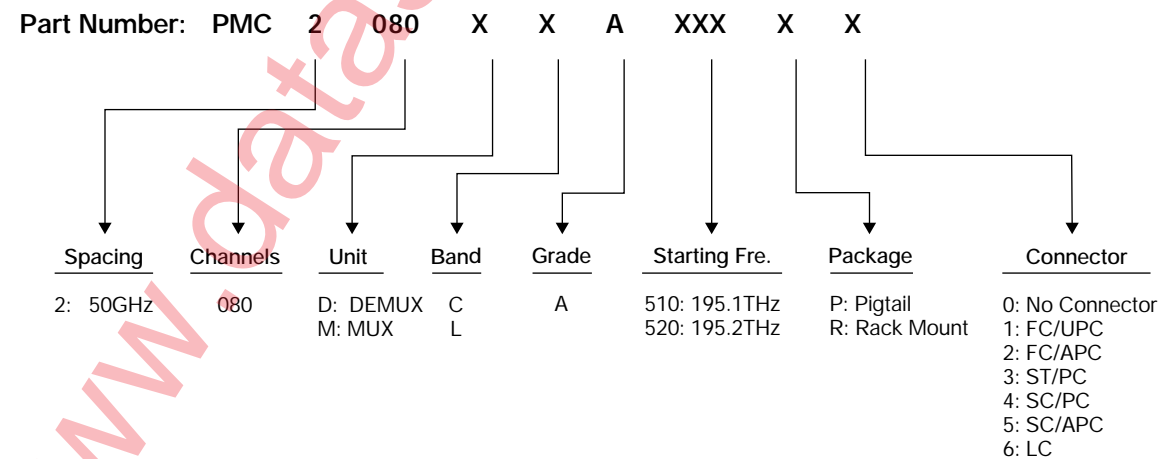 Part Number: PMC 2 080 X X A XXX X X
Spacing Channels Unit Band Grade Starting Fre. Package Connector
2: 50GHz 080 D: DEMUX C A 510: 195.1THz P: Pigtail 0: No Connector
M: MUX L 520: 195.2THz R: Rack Mount 1: FC/UPC
2: FC/APC
3: ST/PC
4: SC/PC
5: SC/APC
6: LC
www.datas